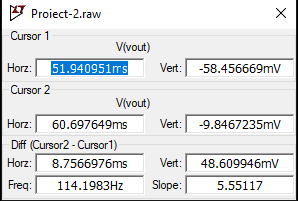 Proiect-2.raw
Cursor 1
V(vout)
Horz: 51.940951ms Vert: -58.456669mV
Cursor 2
V(vout)
Horz: 60.697649ms Vert: -9.8467235mV
Diff (Cursor2 - Cursor1)
Horz: 8.7566976ms Vert: 48.609946mV
Freq: 114.1983Hz Slope: 5.55117